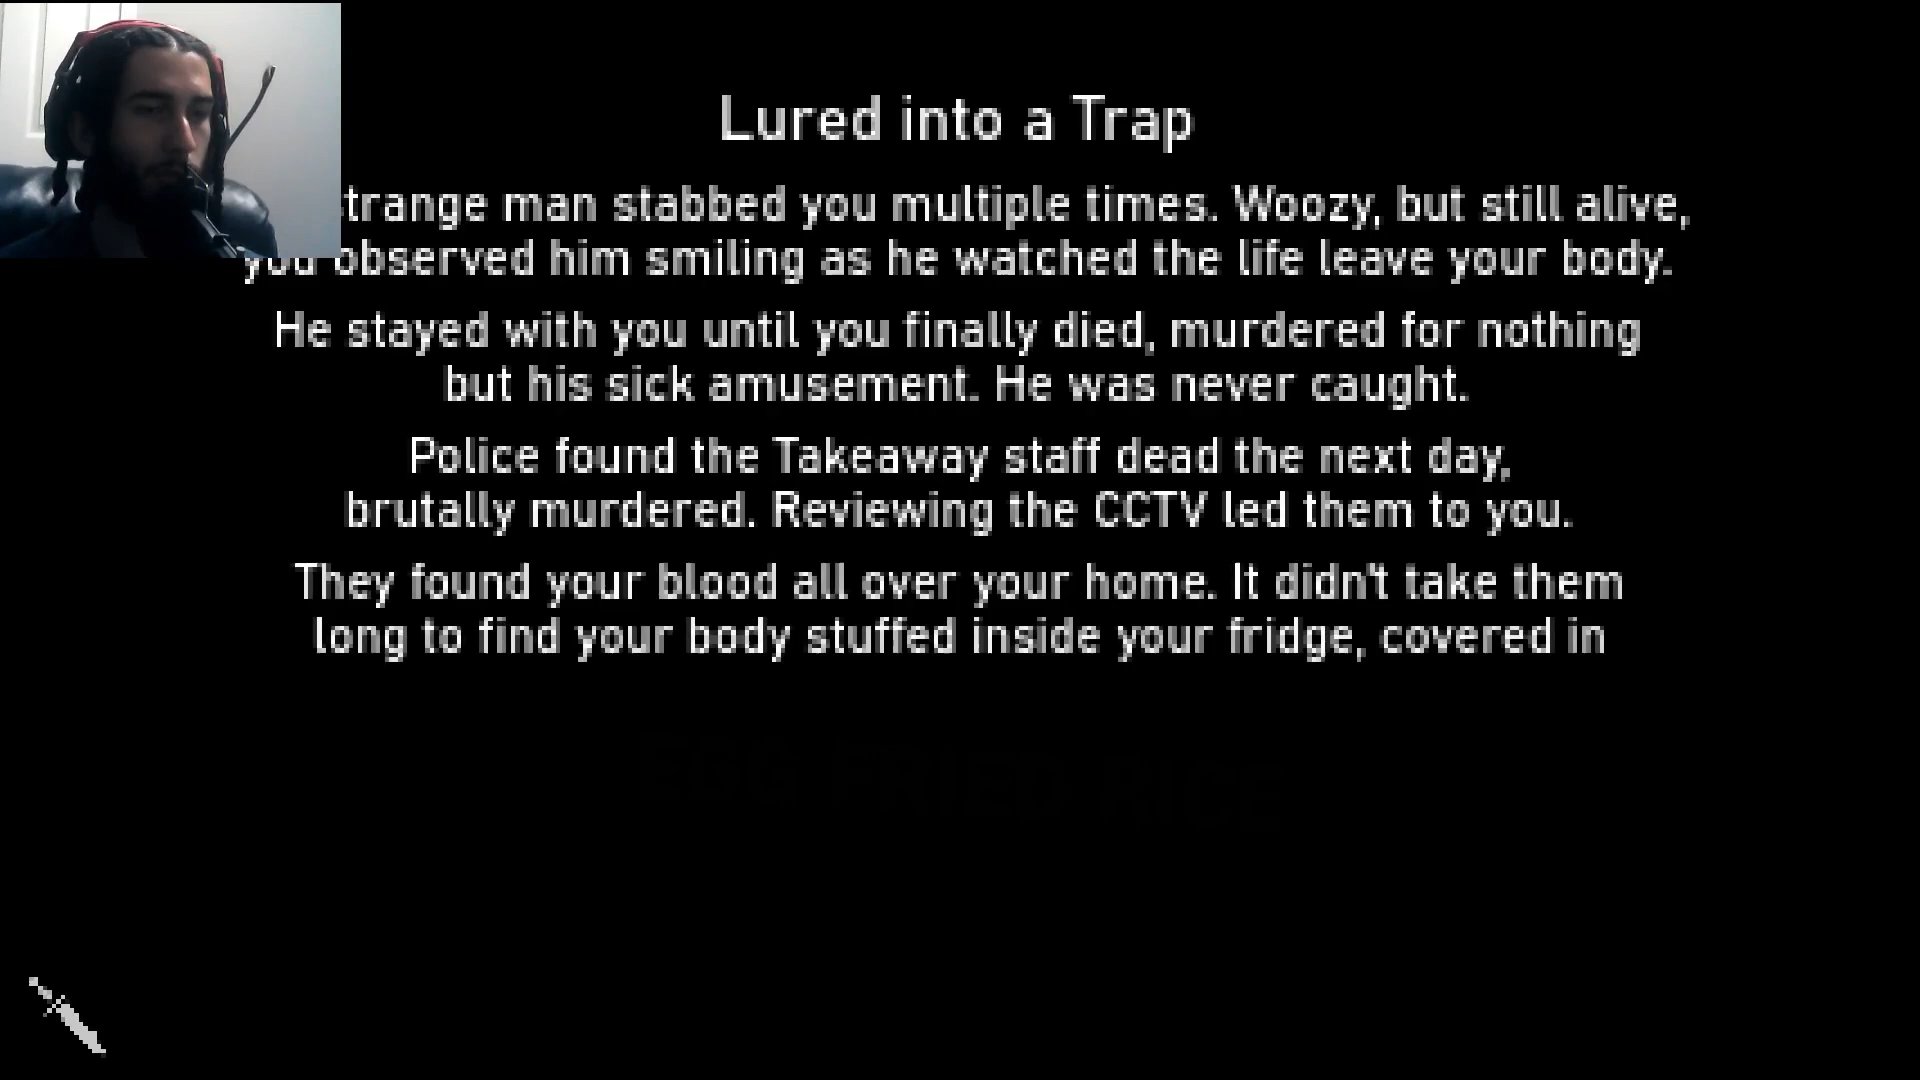 Lured into a Trap
strange man stabbed you multiple times. Woozy, but still alive,
you observed him smiling as he watched the life leave your body.
He stayed with you until you finally died, murdered for nothing
but his sick amusement. He was never caught.
Police found the Takeaway staff dead the next day,
brutally murdered. Reviewing the CCTV led them to you.
They found your blood all over your home. It didn't take them
long to find your body stuffed inside your fridge, covered in
EGG FRIED RICE